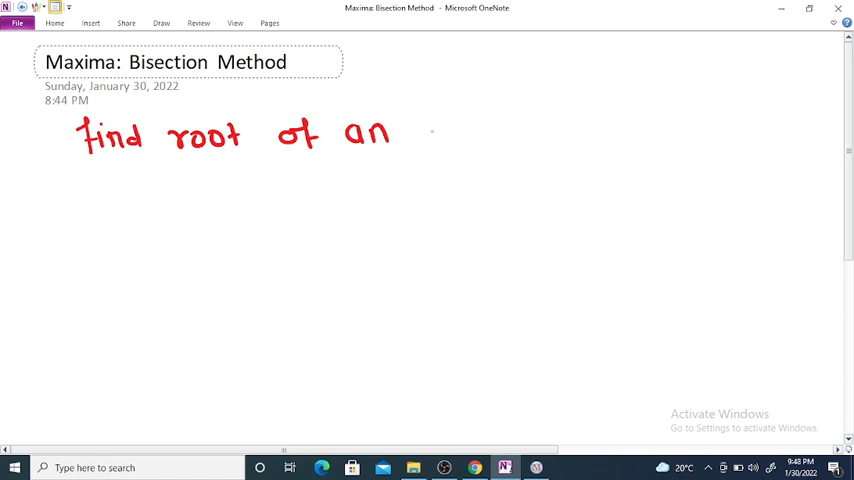 Maxima: Bisection Method - Microsoft OneNote
File Home Insert Share Draw Review View Pages
Maxima: Bisection Method
Sunday, January 30, 2022
8:44 PM
find root of an
Activate Windows
Go to Settings to activate Windows.
Type here to search
20°C
9:48 PM
1/30/2022